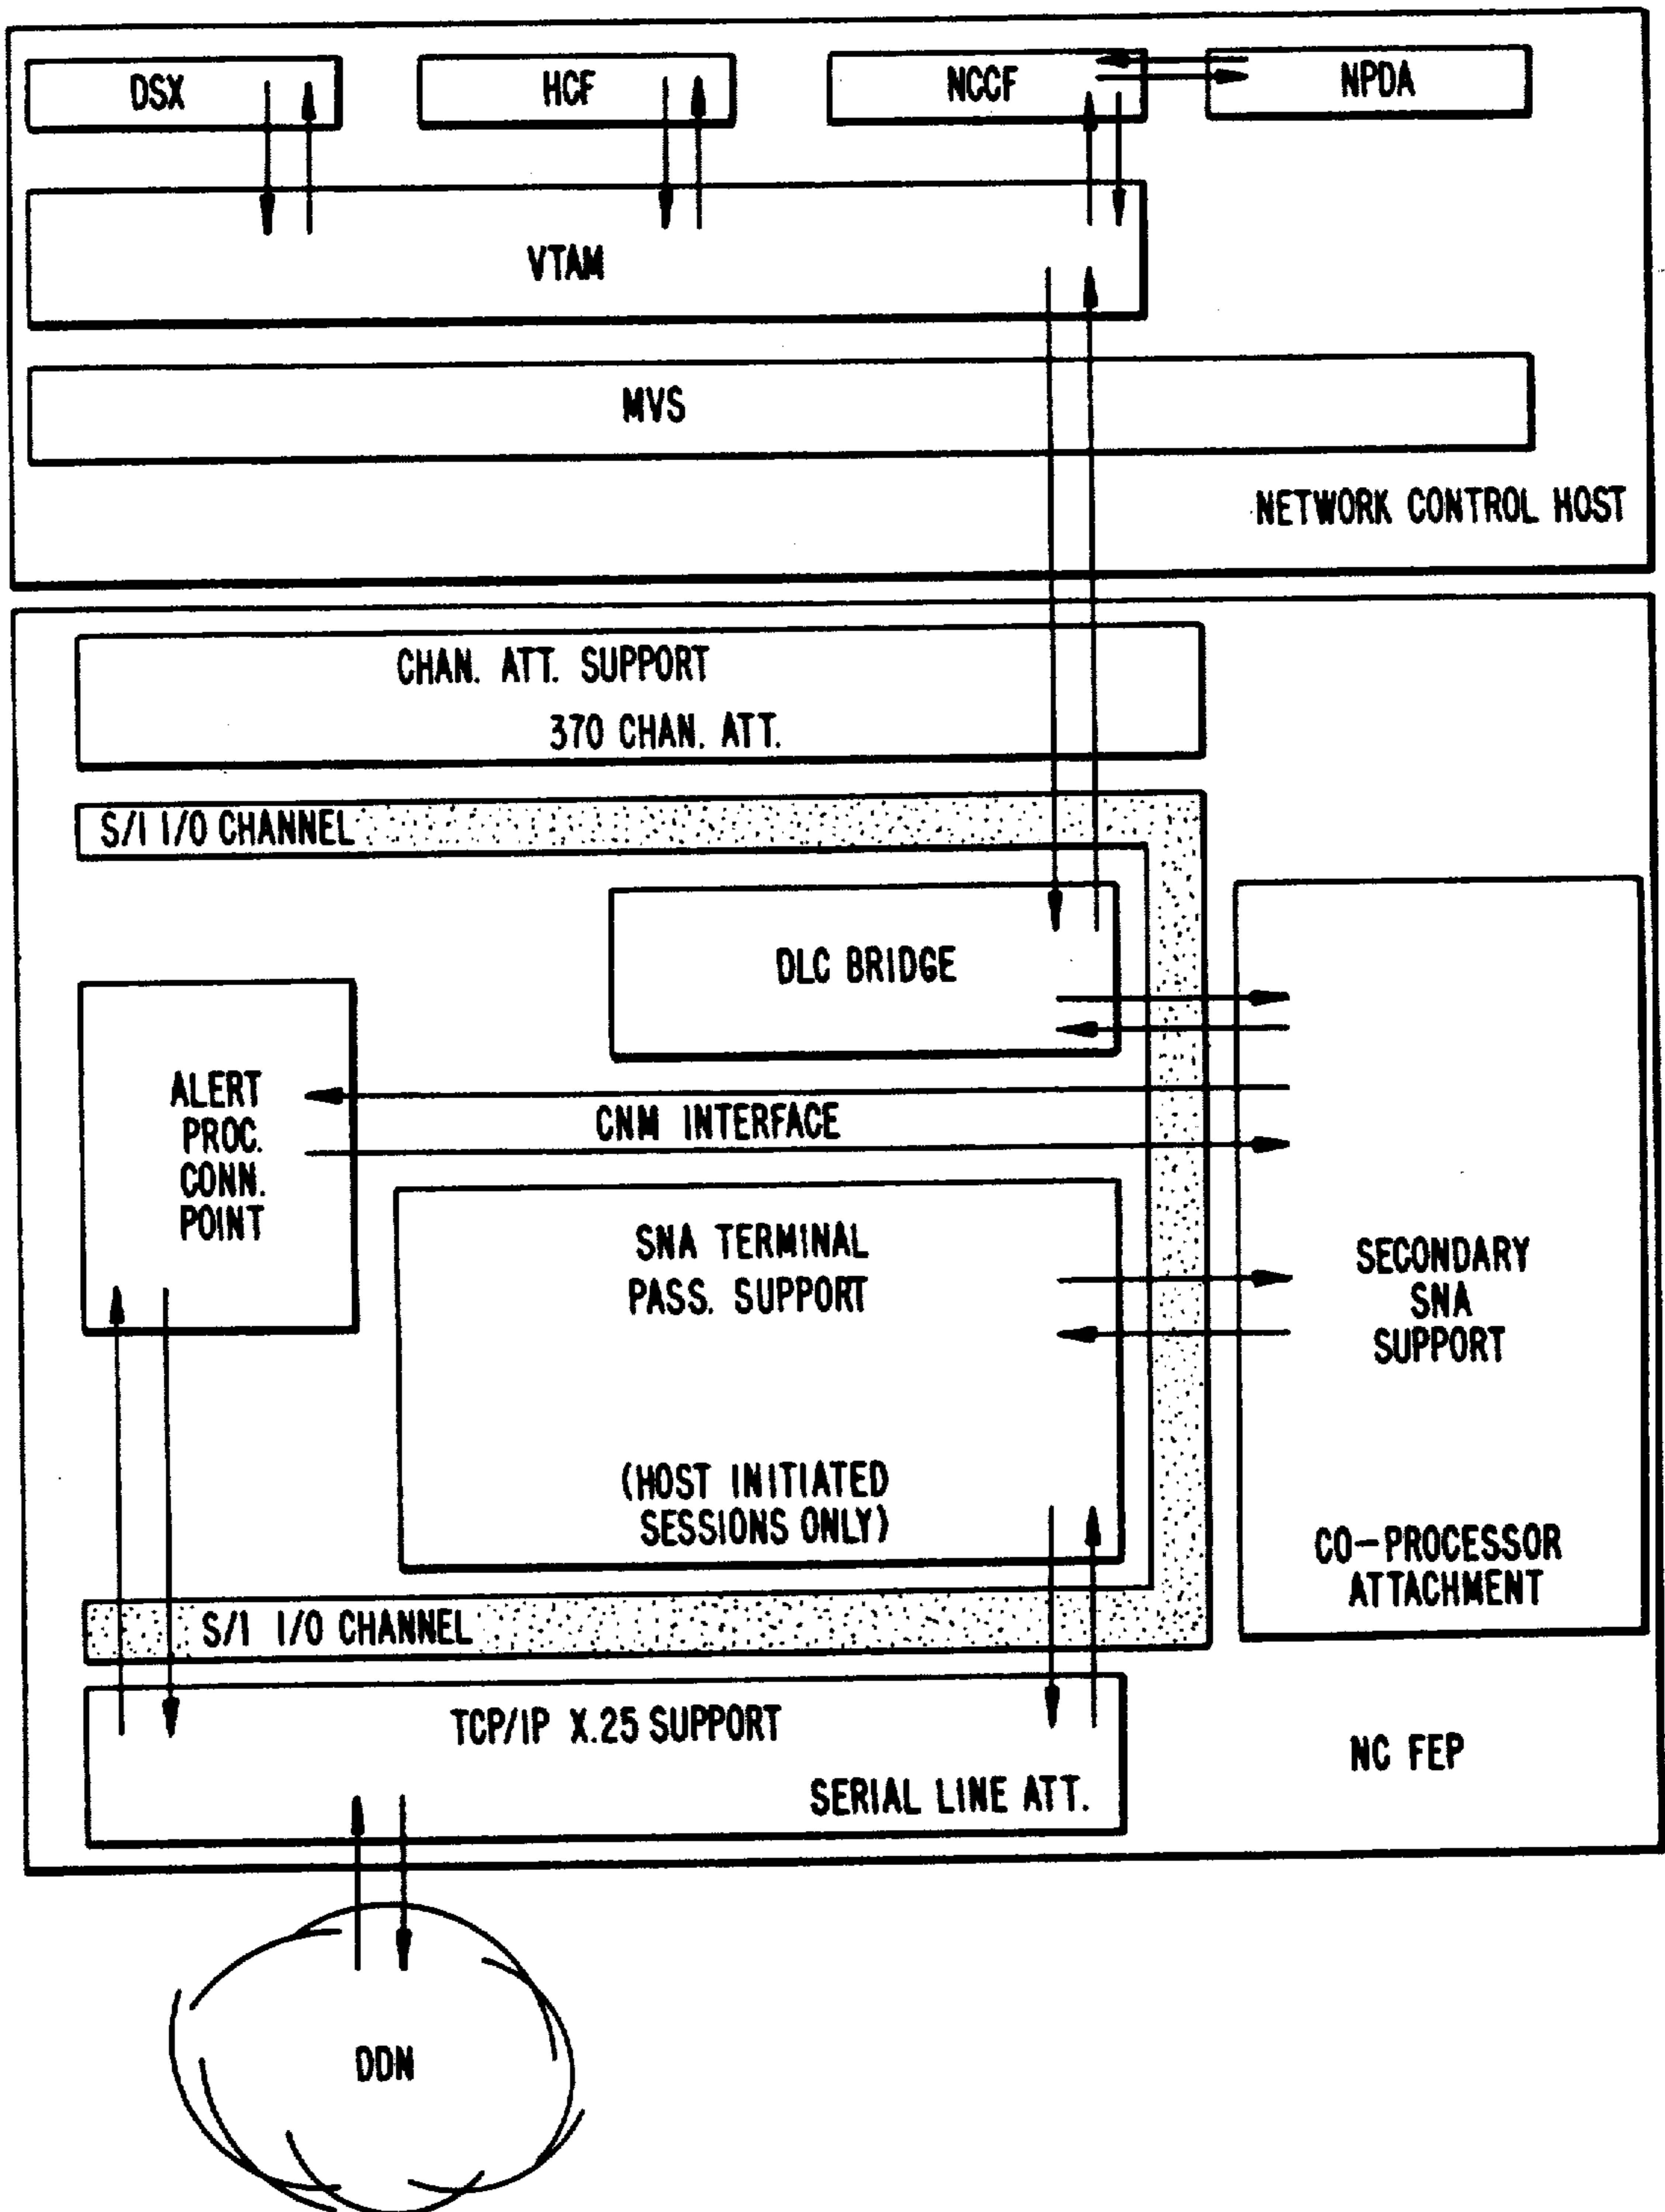 DSX
HCF
NCCF
NPDA
VTAM
MVS
NETWORK CONTROL HOST
CHAN. ATT. SUPPORT
370 CHAN. ATT.
S/1 I/O CHANNEL
DLC BRIDGE
ALERT
PROC.
CONN.
POINT
CNM INTERFACE
SNA TERMINAL
PASS. SUPPORT
(HOST INITIATED
SESSIONS ONLY)
SECONDARY
SNA
SUPPORT
CO-PROCESSOR
ATTACHMENT
S/1 I/O CHANNEL
TCP/IP X.25 SUPPORT
SERIAL LINE ATT.
NC FEP
DDN